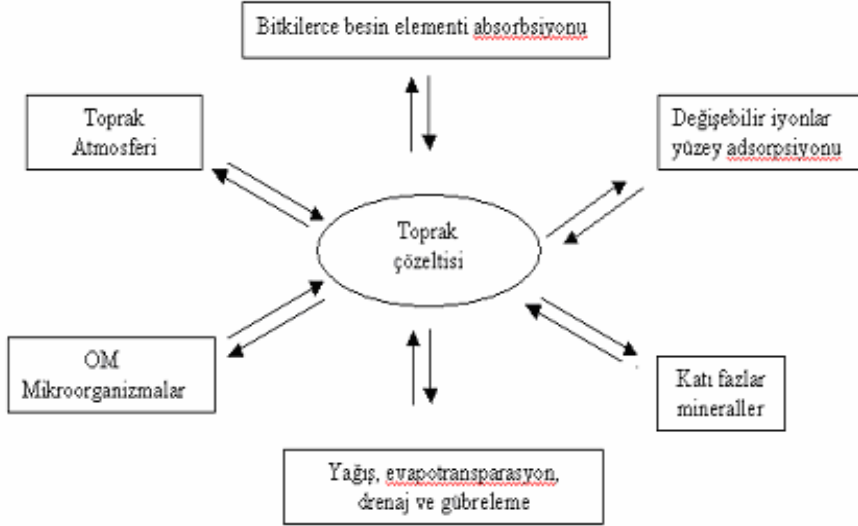 Bitkilerce besin elementi absorbsiyonu
Toprak
Atmosferi
Değişebilir iyonlar
yüzey adsorpsiyonu
Toprak
çözeltisi
OM
Mikroorganizmalar
Katı fazlar
mineraller
Yağış, evapotransparasyon,
drenaj ve gübreleme